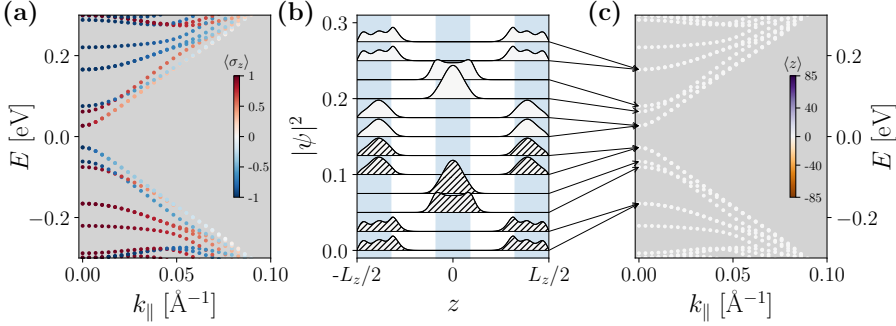 (a)
0.2
0.0
−0.2
E [eV]
⟨σz⟩
1
0.5
0
-0.5
-1
0.00
0.05
0.10
k∥ [Å−1]
(b)
0.3
0.2
0.1
0.0
|ψ|2
-Lz/2
0
Lz/2
z
(c)
⟨z⟩
85
40
0
-40
-85
0.2
0.0
−0.2
E [eV]
0.00
0.05
0.10
k∥ [Å−1]